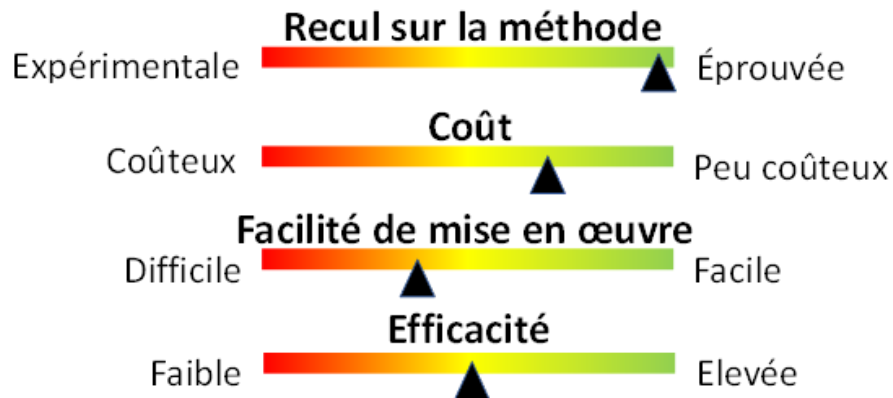 Recul sur la méthode
Expérimentale Éprouvée
Coût
Coûteux Peu coûteux
Facilité de mise en œuvre
Difficile Facile
Efficacité
Faible Elevée